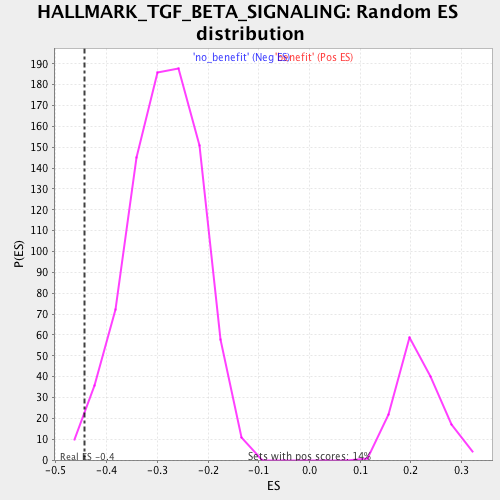 HALLMARK_TGF_BETA_SIGNALING: Random ES
distribution
'no_benefit' (Neg ES)
'benefit' (Pos ES)
190
180
170
160
150
140
130
120
110
100
90
80
70
60
50
40
30
20
10
0
P(ES)
Real ES -0.4
Sets with pos scores: 14%
-0.5 -0.4 -0.3 -0.2 -0.1 0.0 0.1 0.2 0.3
ES